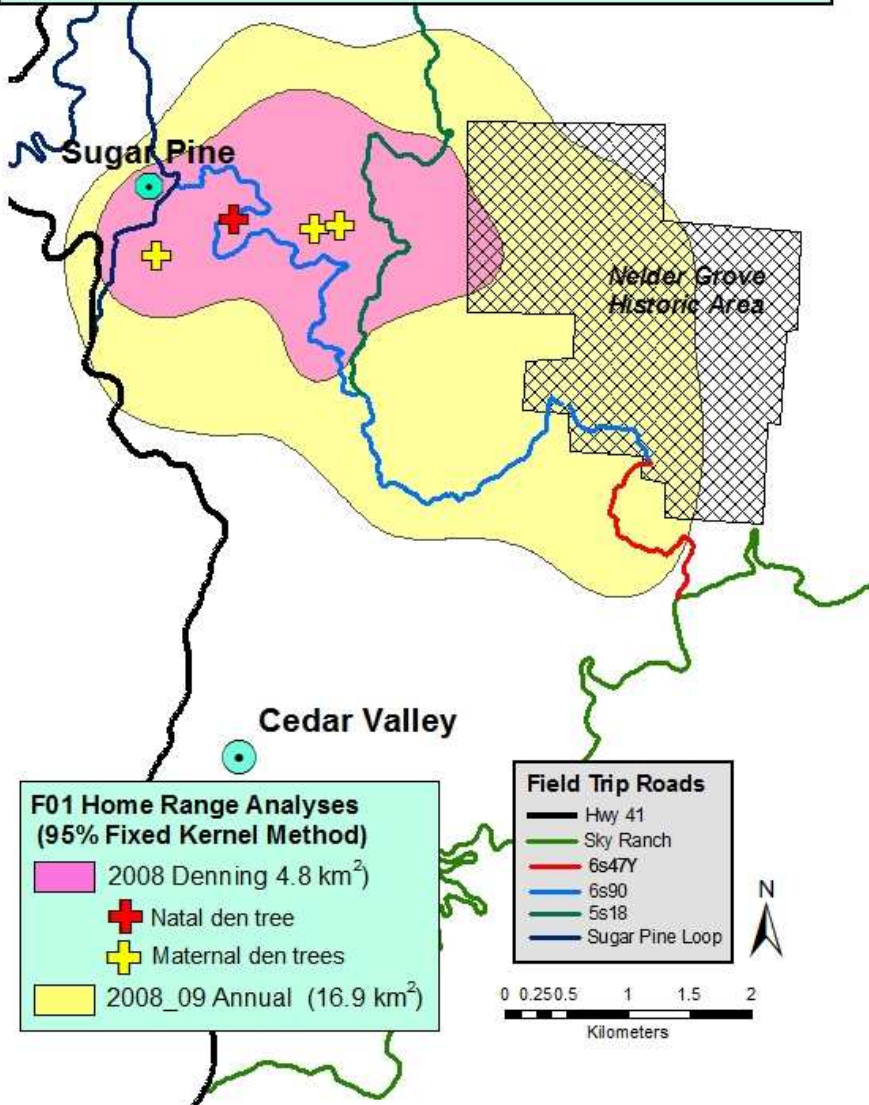 Sugar Pine
Nelder Grove
Historic Area
Cedar Valley
F01 Home Range Analyses
(95% Fixed Kernel Method)
2008 Denning 4.8 km²)
Natal den tree
Maternal den trees
2008_09 Annual (16.9 km²)
Field Trip Roads
Hwy 41
Sky Ranch
6s47Y
6s90
5s18
Sugar Pine Loop
N
0 0.25 0.5 1 1.5 2
Kilometers